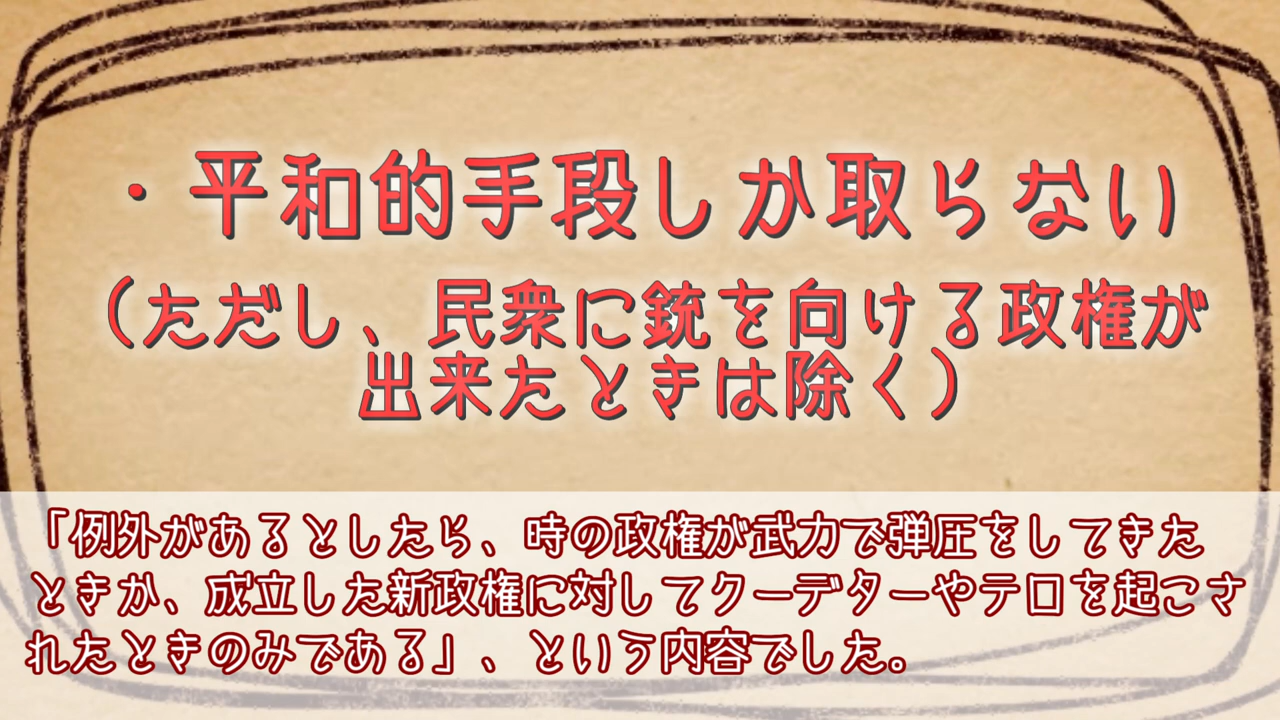 ・平和的手段しか取らない
（ただし、民衆に銃を向ける政権が
出来たときは除く）
「例外があるとしたら、時の政権が武力で弾圧をしてきた
ときか、成立した新政権に対してクーデターやテロを起こさ
れたときのみである」、という内容でした。